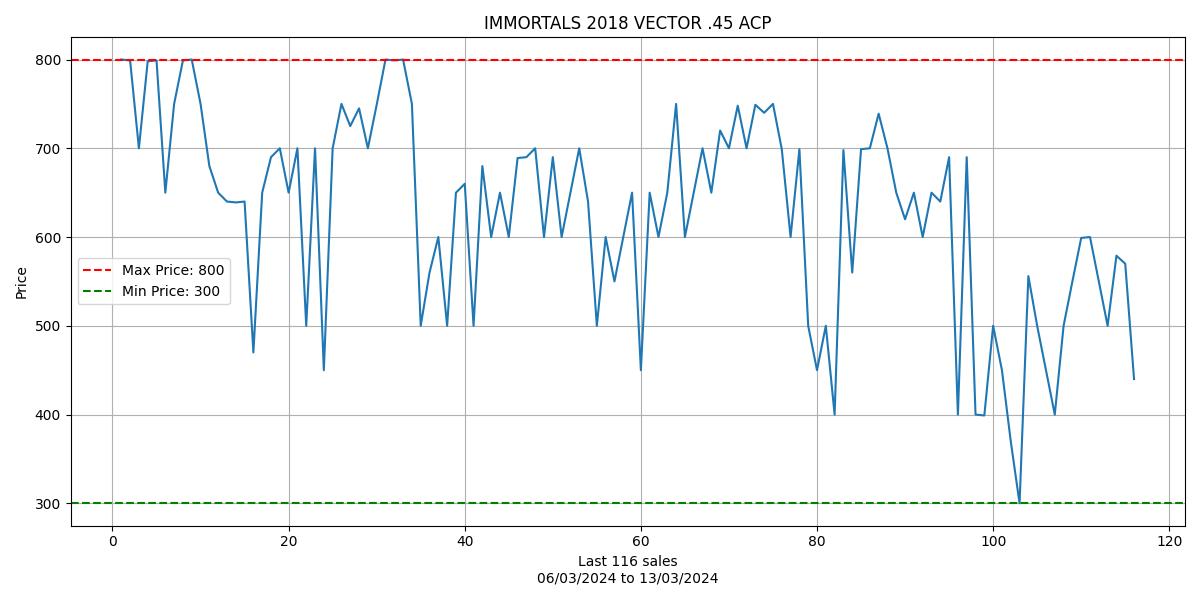 IMMORTALS 2018 VECTOR .45 ACP
Price
800
700
600
500
400
300
Max Price: 800
Min Price: 300
0 20 40 60 80 100 120
Last 116 sales
06/03/2024 to 13/03/2024